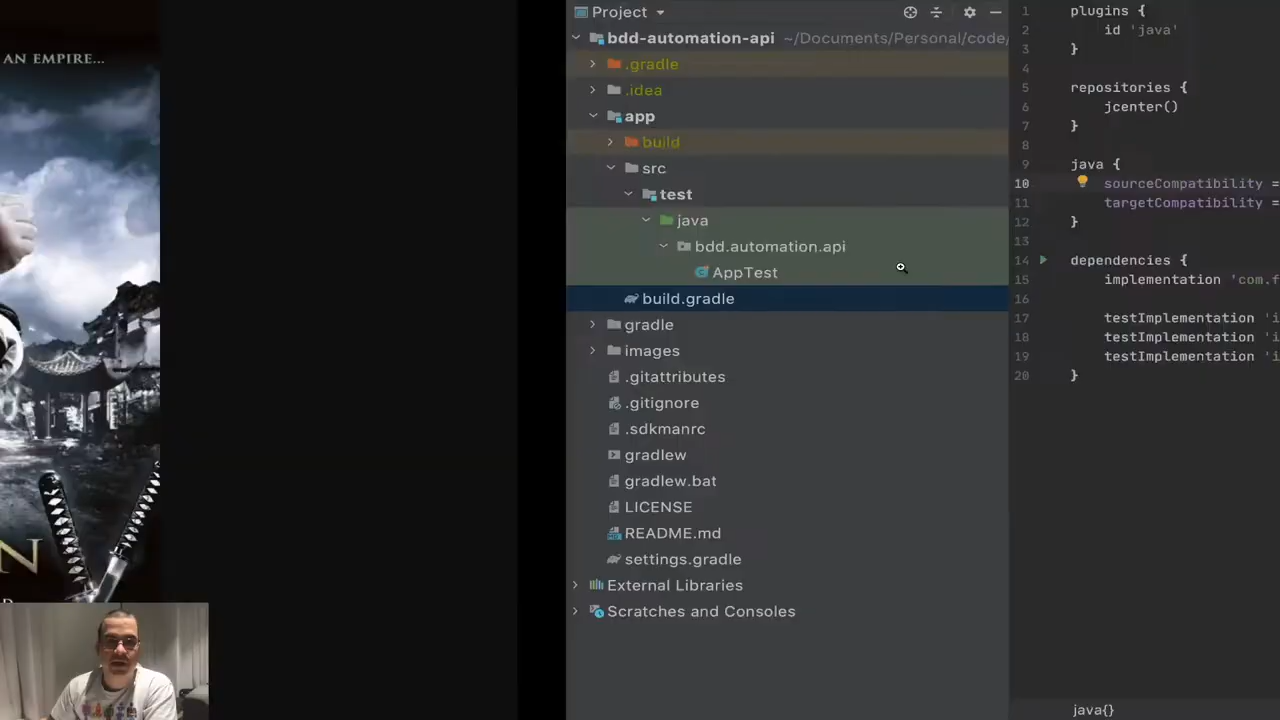 AN EMPIRE...
N
Project
bdd-automation-api ~/Documents/Personal/code/
.gradle
.idea
app
build
src
test
java
bdd.automation.api
AppTest
build.gradle
gradle
images
.gitattributes
.gitignore
.sdkmanrc
gradlew
gradlew.bat
LICENSE
README.md
settings.gradle
External Libraries
Scratches and Consoles
1 plugins {
2 id 'java'
3 }
4
5 repositories {
6 jcenter()
7 }
8
9 java {
10 sourceCompatibility =
11 targetCompatibility =
12 }
13
14 dependencies {
15 implementation 'com.f
16
17 testImplementation 'i
18 testImplementation 'i
19 testImplementation 'i
20 }
java{}